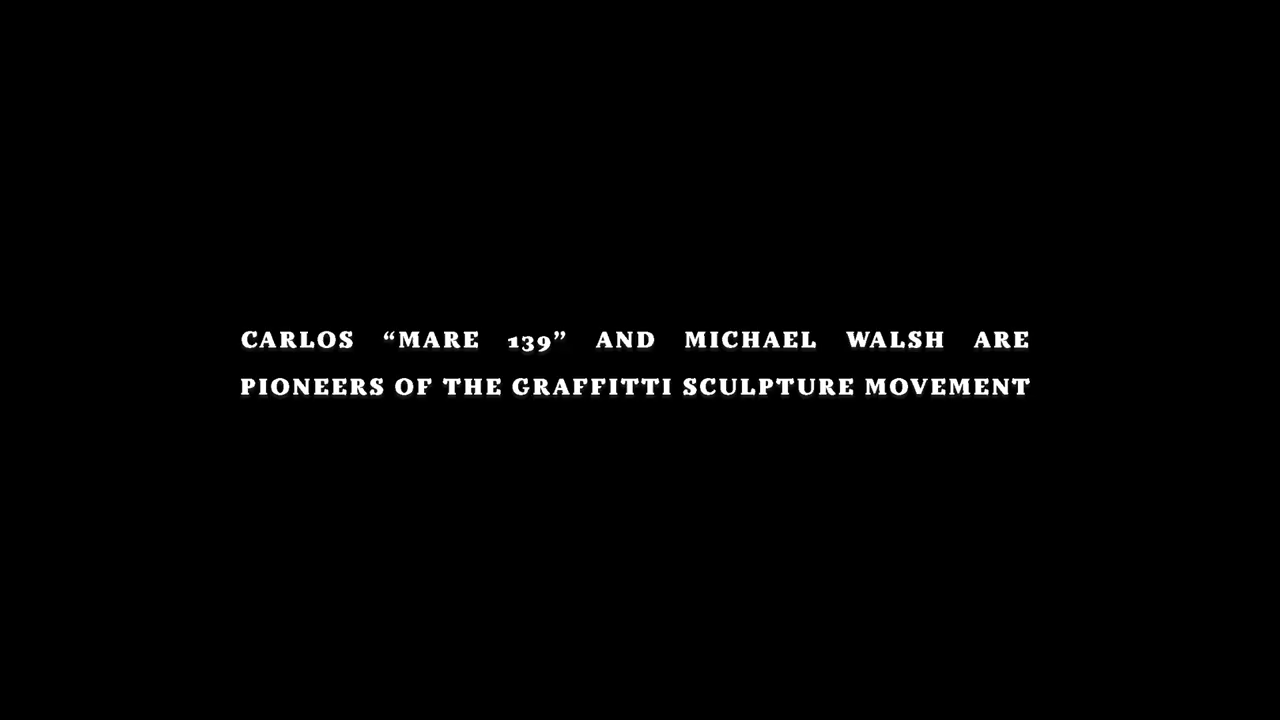 CARLOS “MARE 139” AND MICHAEL WALSH ARE
PIONEERS OF THE GRAFFITTI SCULPTURE MOVEMENT